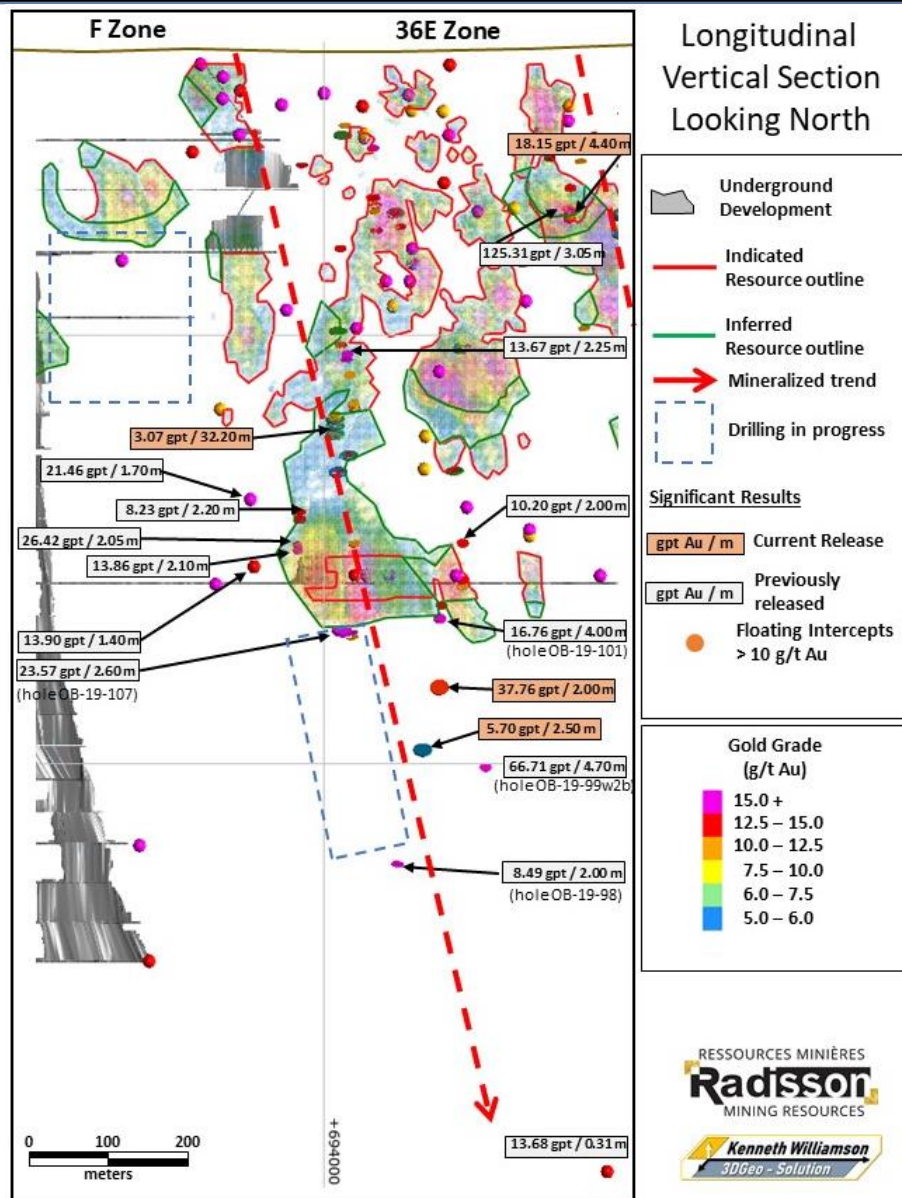 F Zone
36E Zone
18.15 gpt / 4.40 m
125.31 gpt / 3.05 m
13.67 gpt / 2.25 m
3.07 gpt / 32.20 m
21.46 gpt / 1.70 m
8.23 gpt / 2.20 m
10.20 gpt / 2.00 m
26.42 gpt / 2.05 m
13.86 gpt / 2.10 m
13.90 gpt / 1.40 m
16.76 gpt / 4.00 m
(hole OB-19-101)
23.57 gpt / 2.60 m
(hole OB-19-107)
37.76 gpt / 2.00 m
5.70 gpt / 2.50 m
66.71 gpt / 4.70 m
(hole OB-19-99w2b)
8.49 gpt / 2.00 m
(hole OB-19-98)
13.68 gpt / 0.31 m
+694000
0 100 200
meters
Longitudinal
Vertical Section
Looking North
Underground
Development
Indicated
Resource outline
Inferred
Resource outline
Mineralized trend
Drilling in progress
Significant Results
gpt Au / m Current Release
gpt Au / m Previously
released
Floating Intercepts
> 10 g/t Au
Gold Grade
(g/t Au)
15.0 +
12.5 – 15.0
10.0 – 12.5
7.5 – 10.0
6.0 – 7.5
5.0 – 6.0
RESSOURCES MINIÈRES
Radisson
MINING RESOURCES
Kenneth Williamson
3DGeo - Solution